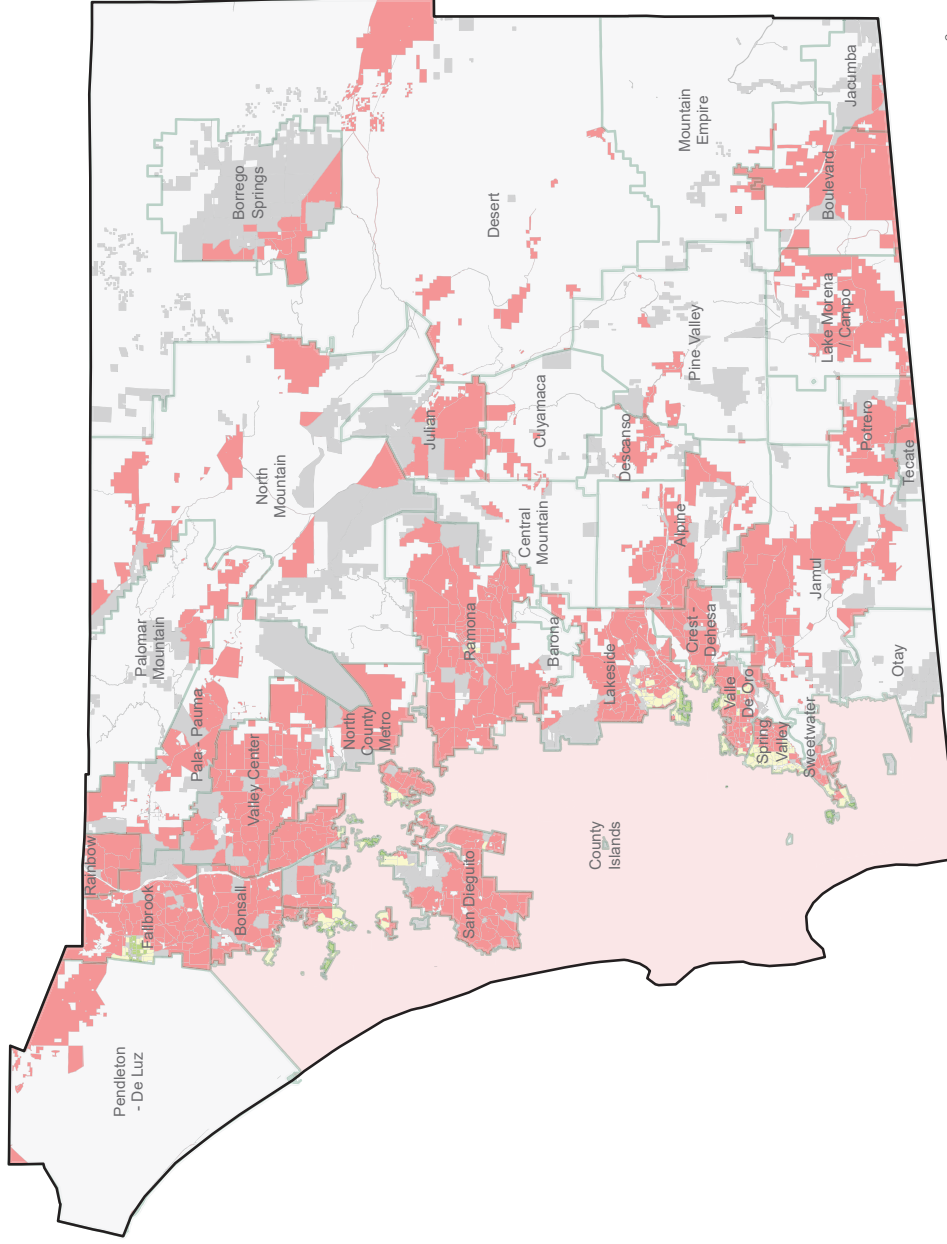 Rainbow
Pendleton
- De Luz
Fallbrook
Palomar
Mountain
Pala - Pauma
Bonsall
Borrego
Springs
Valley Center
North
Mountain
North
County
Metro
Julian
San Dieguito
Ramona
Desert
Central
Mountain
Cuyamaca
Barona
County
Islands
Lakeside
Descanso
Alpine
Mountain
Empire
Crest -
Dehesa
Pine Valley
Valle
De Oro
Spring
Valley
Sweetwater
Jamul
Lake Morena
/ Campo
Boulevard
Jacumba
Potrero
Otay
Tecate